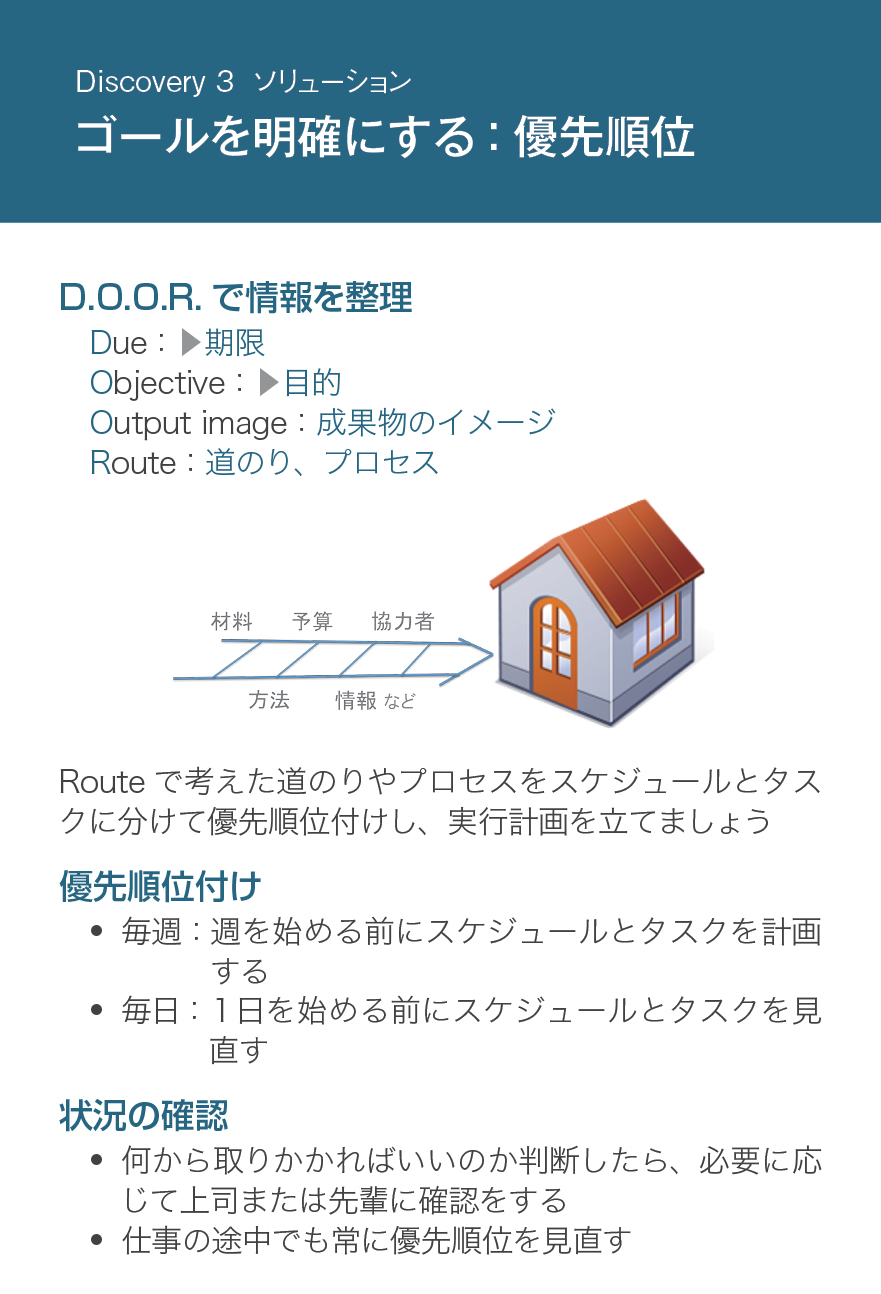 Discovery 3 ソリューション
ゴールを明確にする：優先順位
D.O.O.R. で情報を整理
Due：▶期限
Objective：▶目的
Output image：成果物のイメージ
Route：道のり、プロセス
材料 予算 協力者
方法 情報 など
Route で考えた道のりやプロセスをスケジュールとタス
クに分けて優先順位付けし、実行計画を立てましょう
優先順位付け
• 毎週：週を始める前にスケジュールとタスクを計画
する
• 毎日：１日を始める前にスケジュールとタスクを見
直す
状況の確認
• 何から取りかかればいいのか判断したら、必要に応
じて上司または先輩に確認をする
• 仕事の途中でも常に優先順位を見直す